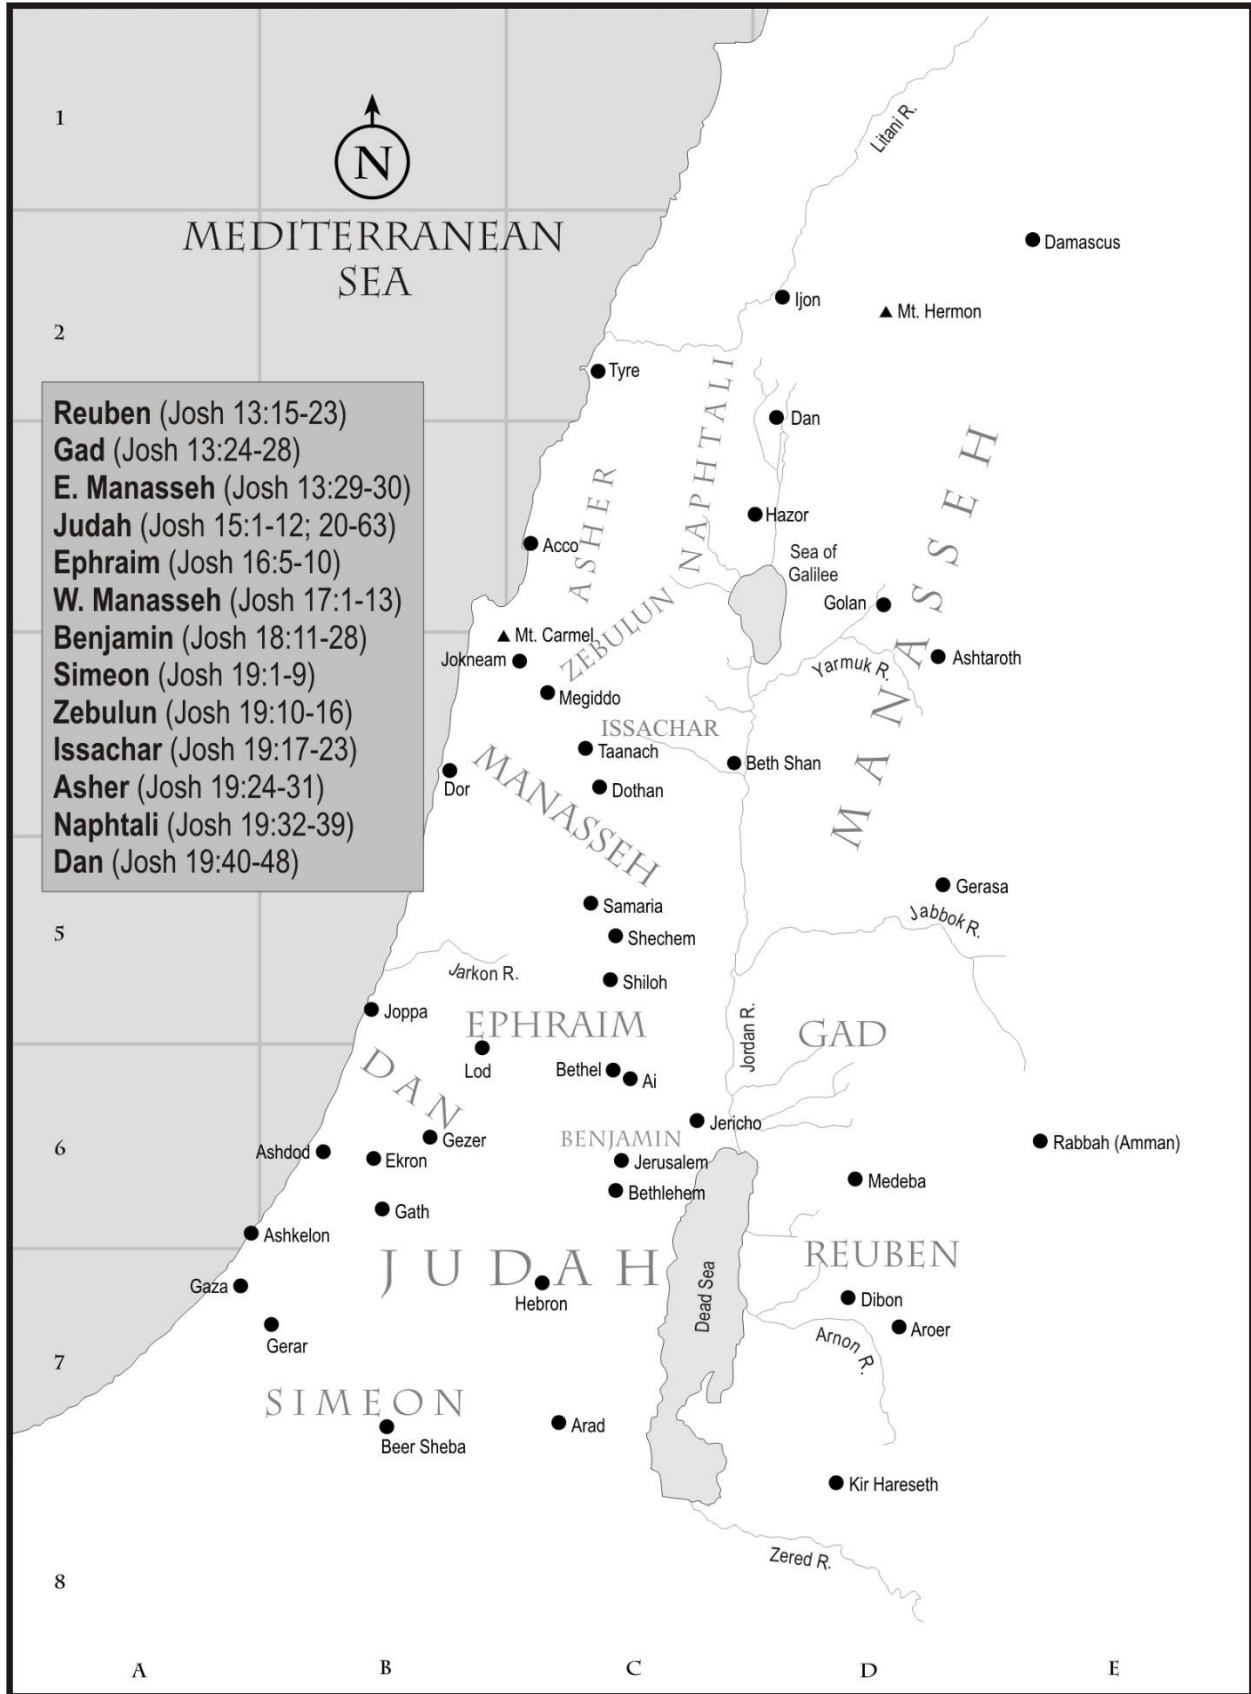 1
N
MEDITERRANEAN
SEA
Litani R.
Damascus
Ijon
Mt. Hermon
2
Tyre
NAPHTALI
Dan
Reuben (Josh 13:15-23)
Gad (Josh 13:24-28)
E. Manasseh (Josh 13:29-30)
Judah (Josh 15:1-12; 20-63)
Ephraim (Josh 16:5-10)
W. Manasseh (Josh 17:1-13)
Benjamin (Josh 18:11-28)
Simeon (Josh 19:1-9)
Zebulun (Josh 19:10-16)
Issachar (Josh 19:17-23)
Asher (Josh 19:24-31)
Naphtali (Josh 19:32-39)
Dan (Josh 19:40-48)
ASHER
MANASSEH
Hazor
Acco
Sea of
Galilee
Golan
ZEBULUN
Mt. Carmel
Jokneam
Ashtaroth
Yarmuk R.
Megiddo
ISSACHAR
Taanach
Beth Shan
Dor
Dothan
MANASSEH
Gerasa
Samaria
Jabbok R.
5
Shechem
Jarkon R.
Shiloh
Joppa
EPHRAIM
Jordan R.
GAD
Lod
Bethel
Ai
DAN
Jericho
BENJAMIN
Gezer
Rabbah (Amman)
6
Ashdod
Ekron
Jerusalem
Medeba
Bethlehem
Gath
Ashkelon
REUBEN
JUDAH
Gaza
Hebron
Dead Sea
Dibon
Gerar
Aroer
Arnon R.
7
SIMEON
Arad
Beer Sheba
Kir Hareseth
Zered R.
8
A
B
C
D
E